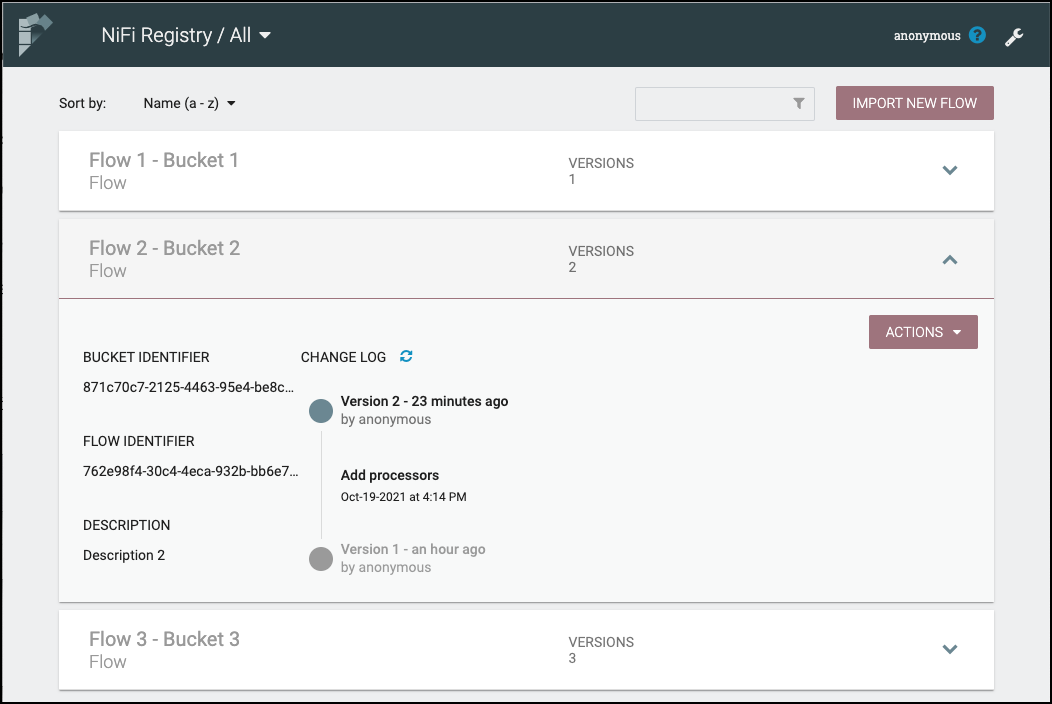 NiFi Registry / All
anonymous
Sort by: Name (a - z)
IMPORT NEW FLOW
Flow 1 - Bucket 1
Flow
VERSIONS
1
Flow 2 - Bucket 2
Flow
VERSIONS
2
ACTIONS
BUCKET IDENTIFIER
871c70c7-2125-4463-95e4-be8c...
FLOW IDENTIFIER
762e98f4-30c4-4eca-932b-bb6e7...
DESCRIPTION
Description 2
CHANGE LOG
Version 2 - 23 minutes ago
by anonymous
Add processors
Oct-19-2021 at 4:14 PM
Version 1 - an hour ago
by anonymous
Flow 3 - Bucket 3
Flow
VERSIONS
3